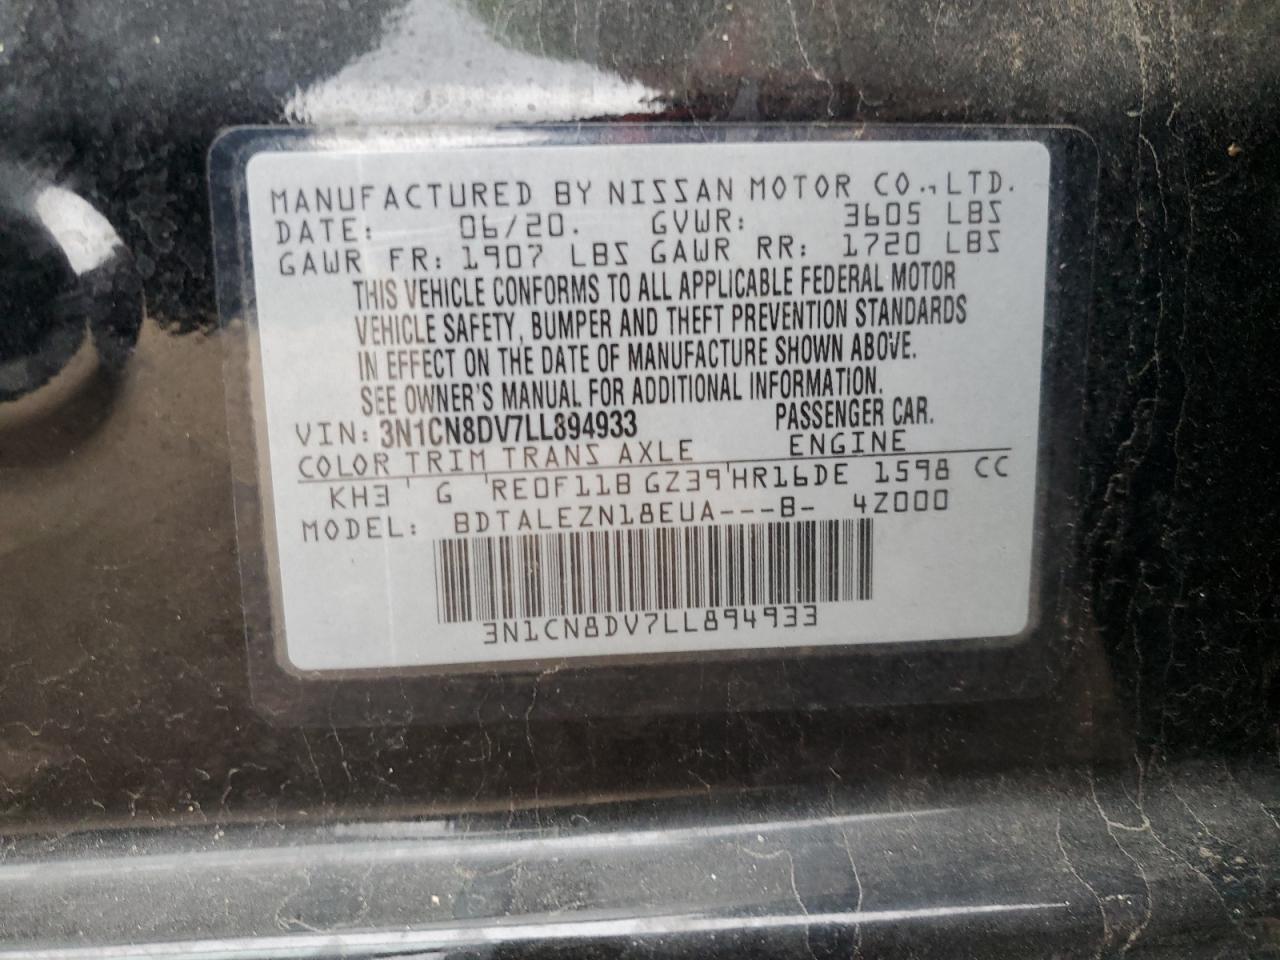 MANUFACTURED BY NISSAN MOTOR CO.,LTD.
DATE: 06/20. GVWR: 3605 LBS
GAWR FR: 1907 LBS GAWR RR: 1720 LBS
THIS VEHICLE CONFORMS TO ALL APPLICABLE FEDERAL MOTOR
VEHICLE SAFETY, BUMPER AND THEFT PREVENTION STANDARDS
IN EFFECT ON THE DATE OF MANUFACTURE SHOWN ABOVE.
SEE OWNER'S MANUAL FOR ADDITIONAL INFORMATION.
VIN: 3N1CN8DV7LL894933 PASSENGER CAR.
COLOR TRIM TRANS AXLE ENGINE
KH3 ' G 'RE0F11B GZ39'HR16DE 1598 CC
MODEL: BDTALEZN18EUA---B- 4Z000
3N1CN8DV7LL894933